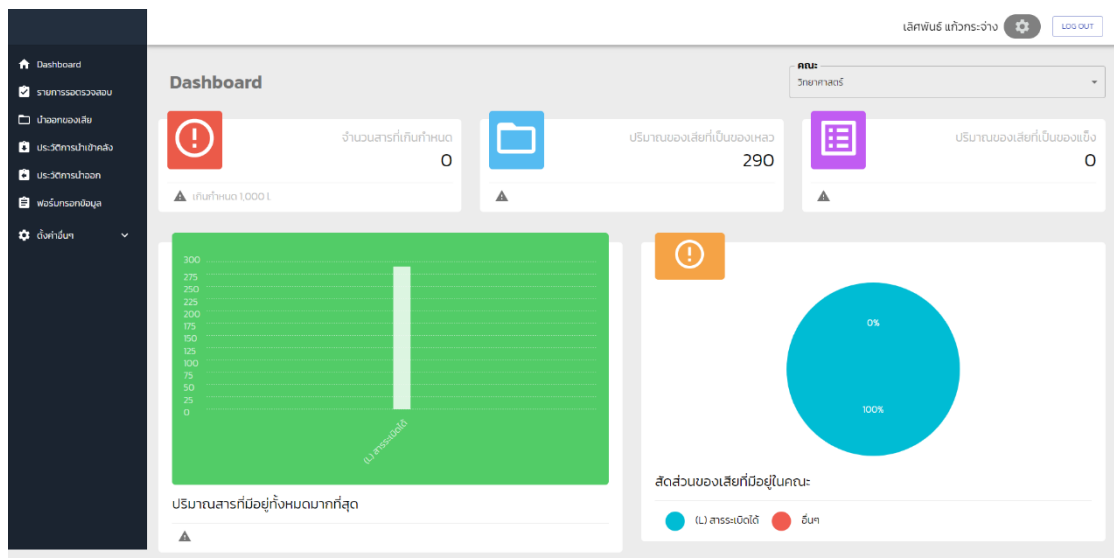 เลิศพันธ์ แก้วกระจ่าง
LOG OUT
Dashboard
รายการรอตรวจสอบ
นำออกของเสีย
ประวัติการนำเข้าคลัง
ประวัติการนำออก
ฟอร์มกรอกข้อมูล
ตั้งค่าอื่นๆ
Dashboard
คณะ
วิทยาศาสตร์
จำนวนสารที่เกินกำหนด
0
เกินกำหนด 1,000 L
ปริมาณของเสียที่เป็นของเหลว
290
ปริมาณของเสียที่เป็นของแข็ง
0
300
275
250
225
200
175
150
125
100
75
50
25
0
(L) สารระเบิดได้
ปริมาณสารที่มีอยู่ทั้งหมดมากที่สุด
0%
100%
สัดส่วนของเสียที่มีอยู่ในคณะ
(L) สารระเบิดได้ อื่นๆ